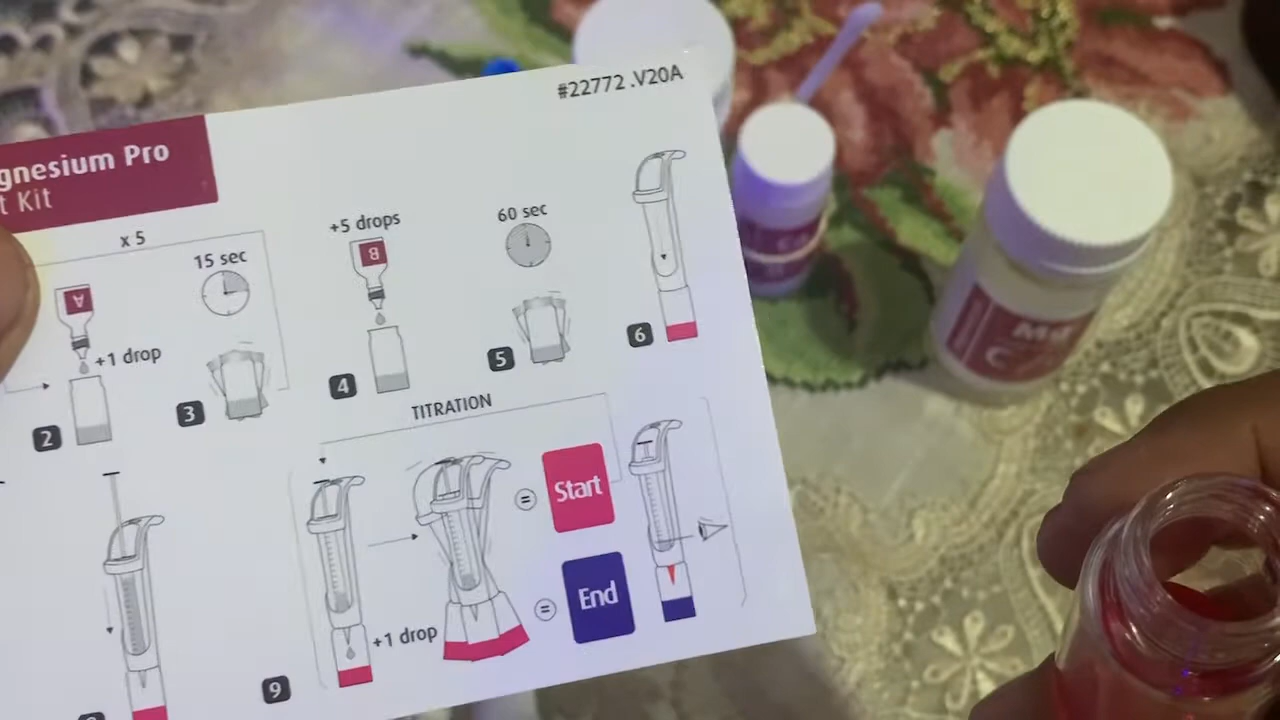 #22772 .V20A
gnesium Pro
t Kit
x 5
15 sec
A
+1 drop
2
3
+5 drops
B
4
60 sec
5
6
TITRATION
+1 drop
=
Start
=
End
9